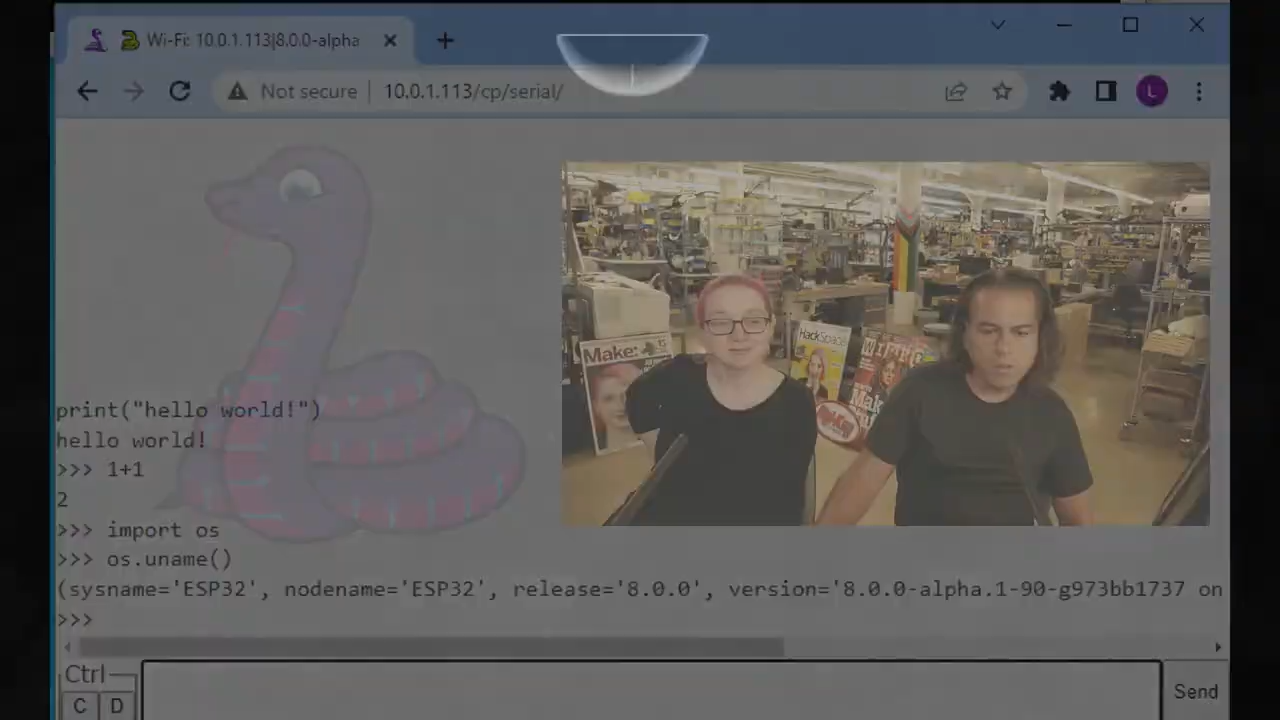 Wi-Fi: 10.0.1.113|8.0.0-alpha
Not secure
10.0.1.113/cp/serial/
L
Make:
15
HackSpace
WIRED
print("hello world!")
hello world!
>>> 1+1
2
>>> import os
>>> os.uname()
(sysname='ESP32', nodename='ESP32', release='8.0.0', version='8.0.0-alpha.1-90-g973bb1737 on
>>>
Ctrl
C D
Send